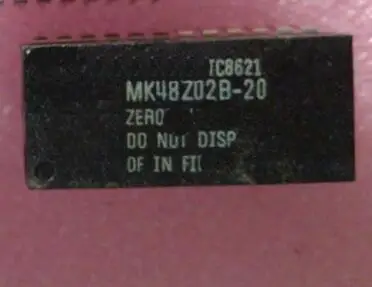 TC8621
MK48Z02B-20
ZERO
DO NOT DISP
OF IN FI